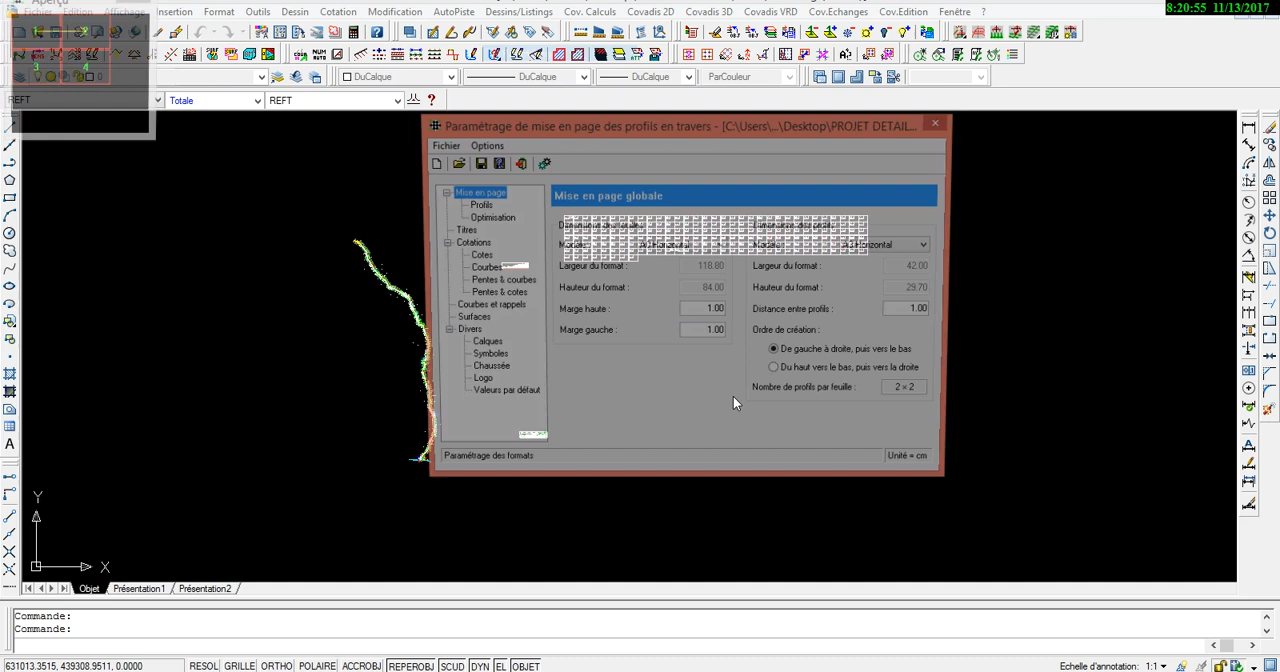 Aperçu
Fichier Edition Affichage Insertion Format Outils Dessin Cotation Modification AutoPISTE Dessins/Listings Cov. Calculs Covadis 2D Covadis 3D Covadis VRD Cov.Echanges Cov.Edition Fenêtre ?
8:20:55 11/13/2017
2
3 4
DuCalque DuCalque DuCalque ParCouleur
REFT Totale REFT
Paramétrage de mise en page des profils en travers - [C:\Users\...\Desktop\PROJET DETAIL...
Fichier Options
Mise en page
Profils
Optimisation
Titres
Cotations
Cotes
Courbes
Pentes & courbes
Pentes & cotes
Courbes et rappels
Surfaces
Divers
Calques
Symboles
Chaussée
Logo
Valeurs par défaut
Mise en page globale
Largeur du format : 118.80
Hauteur du format : 84.00
Marge haute : 1.00
Marge gauche : 1.00
Largeur du format : 42.00
Hauteur du format : 29.70
Distance entre profils : 1.00
Ordre de création :
De gauche à droite, puis vers le bas
Du haut vers le bas, puis vers la droite
Nombre de profils par feuille : 2 × 2
Paramétrage des formats
Unité = cm
Y
X
Objet Présentation1 Présentation2
Commande:
Commande:
631013.3515, 439308.9511, 0.0000 RESOL GRILLE ORTHO POLAIRE ACCROBJ REPEROBJ SCUD DYN EL OBJET Echelle d'annotation: 1:1